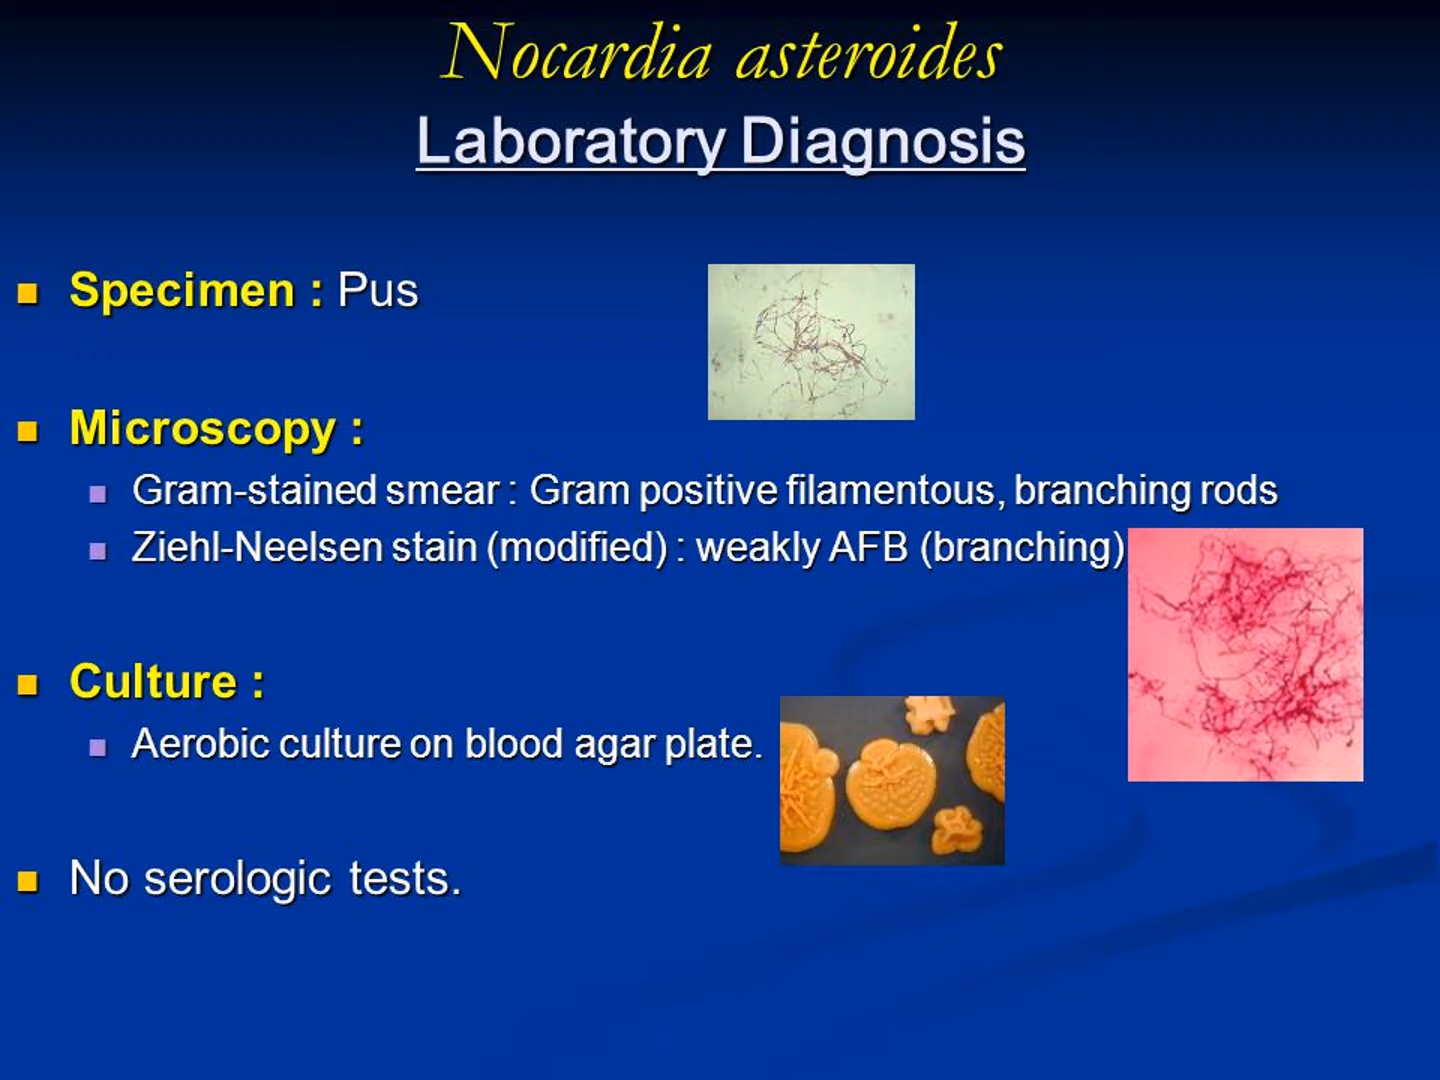 Nocardia asteroides
Laboratory Diagnosis
Specimen : Pus
Microscopy :
Gram-stained smear : Gram positive filamentous, branching rods
Ziehl-Neelsen stain (modified) : weakly AFB (branching)
Culture :
Aerobic culture on blood agar plate.
No serologic tests.